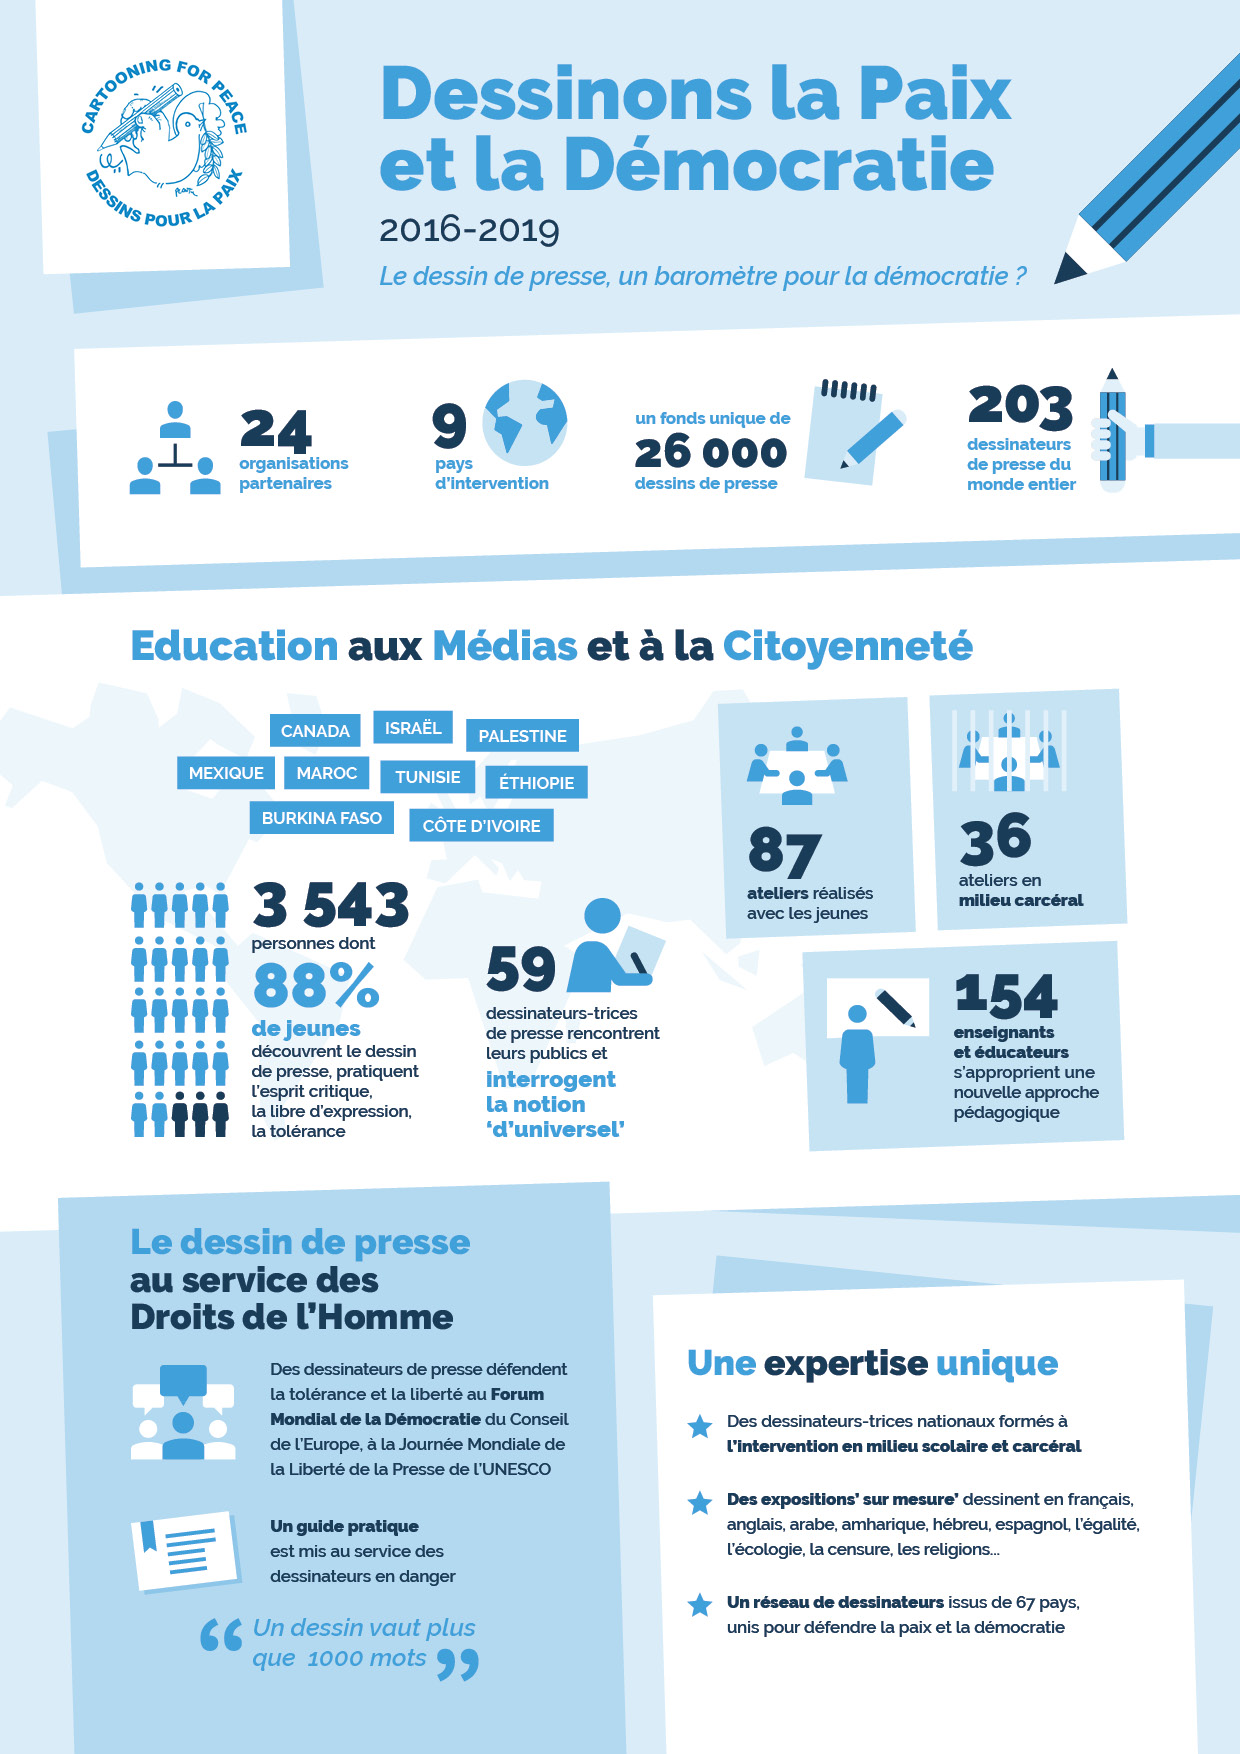 CARTOONING FOR PEACE
DESSINS POUR LA PAIX
Dessinons la Paix
et la Démocratie
2016-2019
Le dessin de presse, un baromètre pour la démocratie ?
24
organisations
partenaires
9
pays
d'intervention
un fonds unique de
26 000
dessins de presse
203
dessinateurs
de presse du
monde entier
Education aux Médias et à la Citoyenneté
CANADA
ISRAËL
PALESTINE
MEXIQUE
MAROC
TUNISIE
ÉTHIOPIE
BURKINA FASO
CÔTE D'IVOIRE
3 543
personnes dont
88%
de jeunes
découvrent le dessin
de presse, pratiquent
l'esprit critique,
la libre d'expression,
la tolérance
59
dessinateurs-trices
de presse rencontrent
leurs publics et
interrogent
la notion
‘d’universel’
87
ateliers réalisés
avec les jeunes
36
ateliers en
milieu carcéral
154
enseignants
et éducateurs
s'approprient une
nouvelle approche
pédagogique
Le dessin de presse
au service des
Droits de l'Homme
Des dessinateurs de presse défendent
la tolérance et la liberté au Forum
Mondial de la Démocratie du Conseil
de l'Europe, à la Journée Mondiale de
la Liberté de la Presse de l'UNESCO
Un guide pratique
est mis au service des
dessinateurs en danger
“ Un dessin vaut plus
que 1000 mots ”
Une expertise unique
Des dessinateurs-trices nationaux formés à
l'intervention en milieu scolaire et carcéral
Des expositions’ sur mesure’ dessinent en français,
anglais, arabe, amharique, hébreu, espagnol, l'égalité,
l'écologie, la censure, les religions...
Un réseau de dessinateurs issus de 67 pays,
unis pour défendre la paix et la démocratie